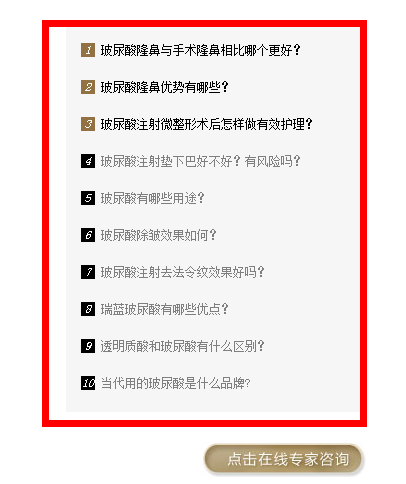 1 玻尿酸隆鼻与手术隆鼻相比哪个更好?
2 玻尿酸隆鼻优势有哪些?
3 玻尿酸注射微整形术后怎样做有效护理?
4 玻尿酸注射垫下巴好不好? 有风险吗?
5 玻尿酸有哪些用途?
6 玻尿酸除皱效果如何?
7 玻尿酸注射去法令纹效果好吗?
8 瑞蓝玻尿酸有哪些优点?
9 透明质酸和玻尿酸有什么区别?
10 当代用的玻尿酸是什么品牌?
点击在线专家咨询